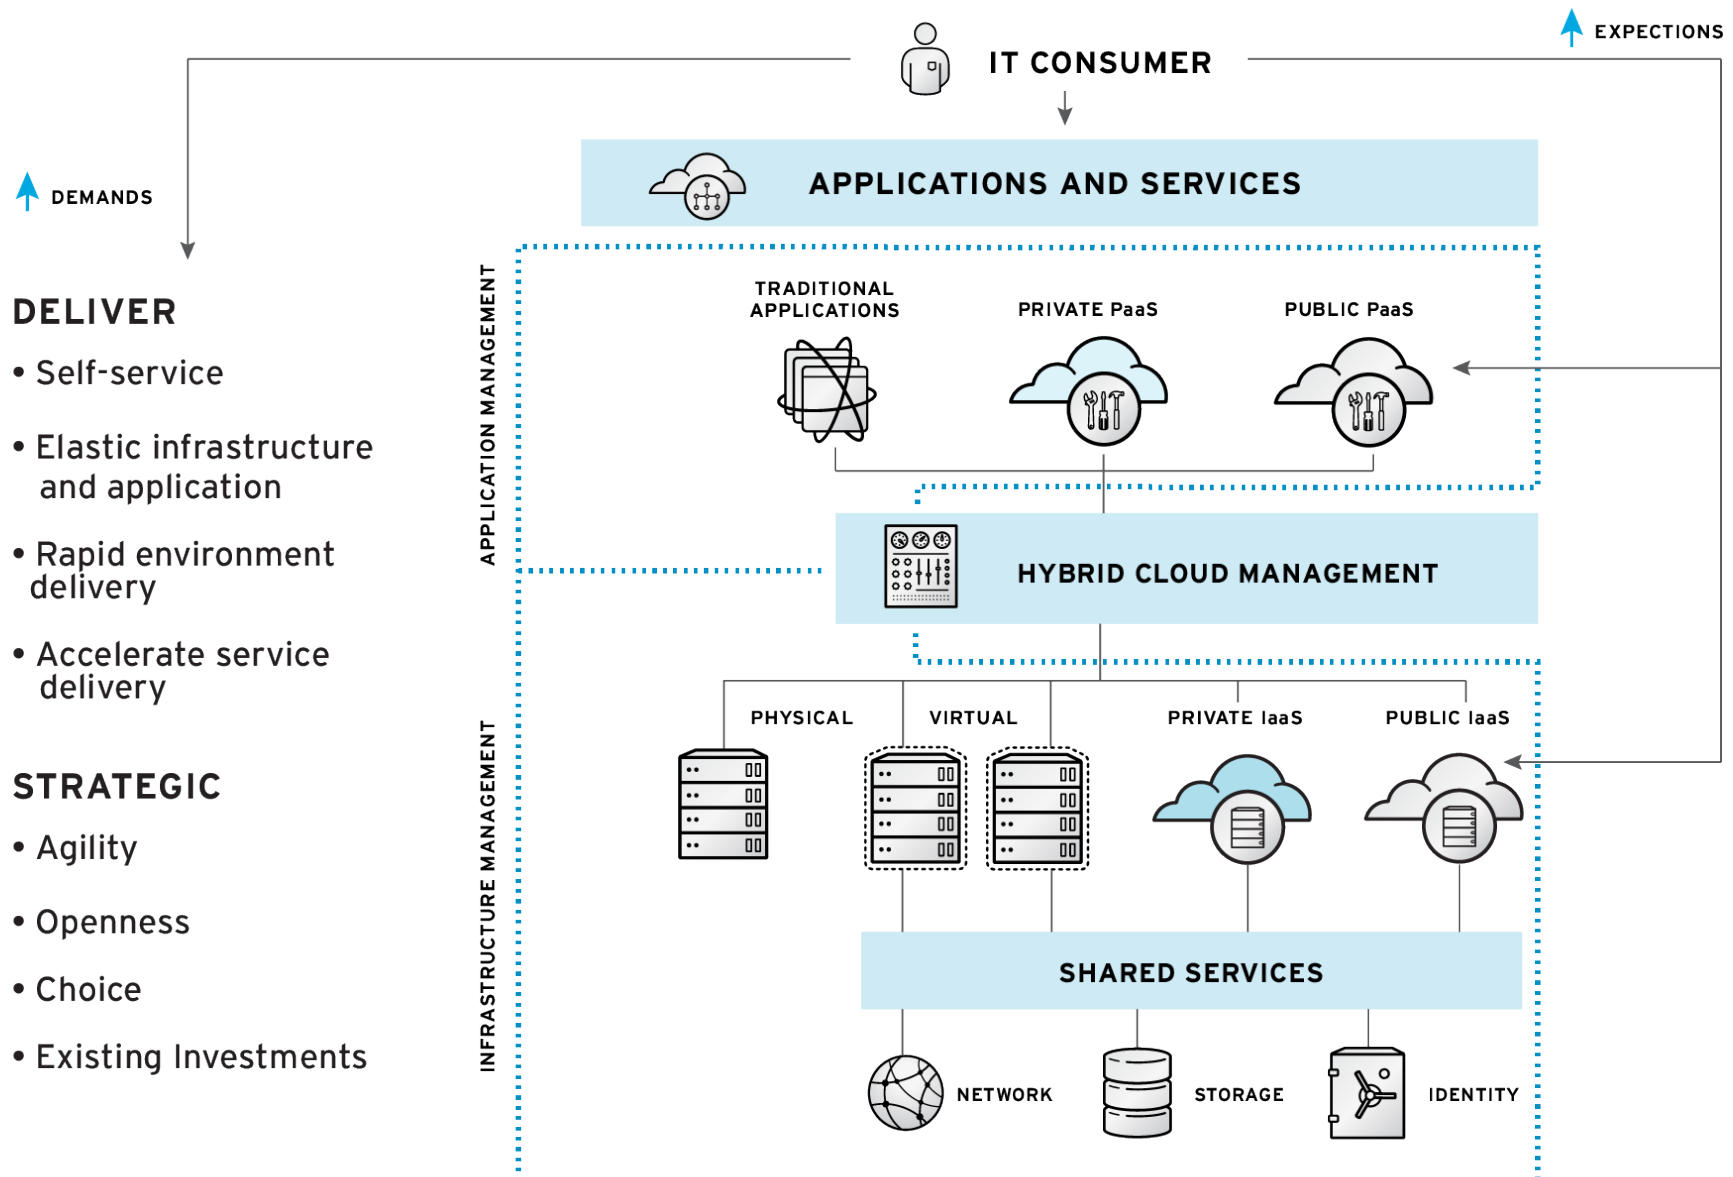 EXPECTIONS
IT CONSUMER
APPLICATIONS AND SERVICES
DEMANDS
DELIVER
• Self-service
• Elastic infrastructure
and application
• Rapid environment
delivery
• Accelerate service
delivery
STRATEGIC
• Agility
• Openness
• Choice
• Existing Investments
APPLICATION MANAGEMENT
TRADITIONAL
APPLICATIONS
PRIVATE PaaS
PUBLIC PaaS
HYBRID CLOUD MANAGEMENT
INFRASTRUCTURE MANAGEMENT
PHYSICAL
VIRTUAL
PRIVATE IaaS
PUBLIC IaaS
SHARED SERVICES
NETWORK
STORAGE
IDENTITY